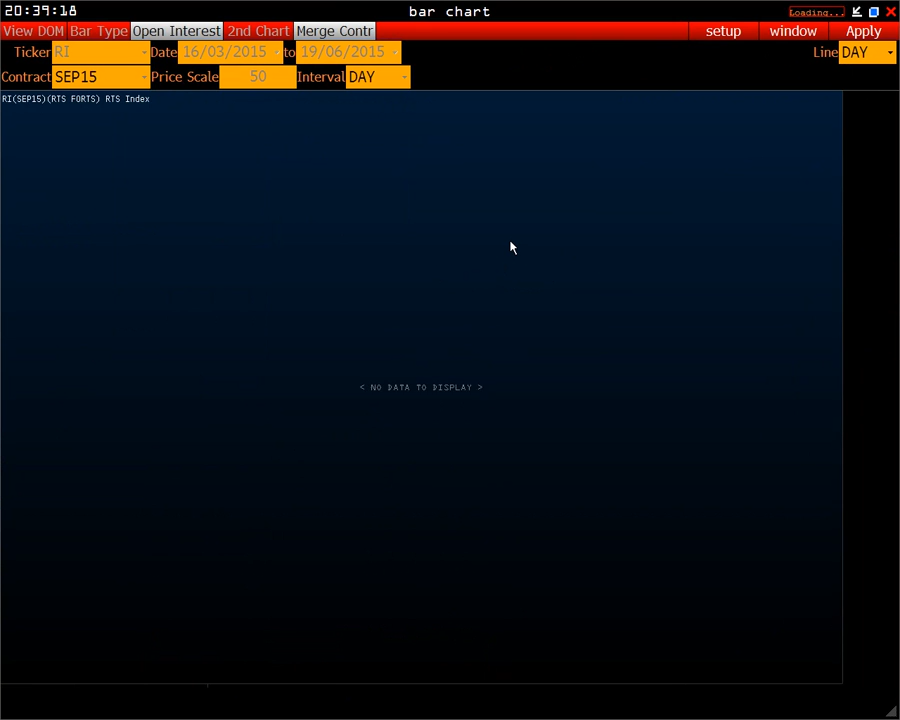 20:39:18 bar chart Loading...
View DOM Bar Type Open Interest 2nd Chart Merge Contr setup window Apply
Ticker RI Date 16/03/2015 to 19/06/2015 Line DAY
Contract SEP15 Price Scale 50 Interval DAY
RI(SEP15)(RTS FORTS) RTS Index
< NO DATA TO DISPLAY >